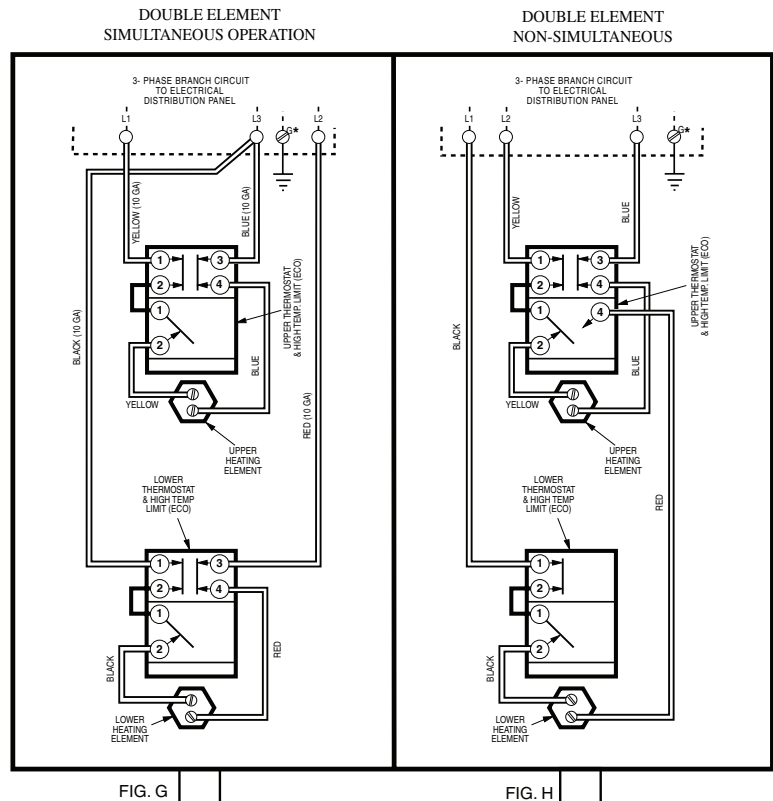 DOUBLE ELEMENT
SIMULTANEOUS OPERATION
3- PHASE BRANCH CIRCUIT
TO ELECTRICAL
DISTRIBUTION PANEL
L1
L3
G*
L2
YELLOW (10 GA)
BLUE (10 GA)
BLACK (10 GA)
1
3
2
4
1
2
UPPER THERMOSTAT
& HIGH TEMP. LIMIT (ECO)
BLUE
RED (10 GA)
YELLOW
UPPER
HEATING
ELEMENT
LOWER
THERMOSTAT
& HIGH TEMP
LIMIT (ECO)
1
3
2
4
1
2
BLACK
RED
LOWER
HEATING
ELEMENT
FIG. G
DOUBLE ELEMENT
NON-SIMULTANEOUS
3- PHASE BRANCH CIRCUIT
TO ELECTRICAL
DISTRIBUTION PANEL
L1
L2
L3
G*
YELLOW
BLUE
BLACK
1
3
2
4
1
4
2
UPPER THERMOSTAT
& HIGH TEMP. LIMIT (ECO)
BLUE
YELLOW
UPPER
HEATING
ELEMENT
RED
LOWER
THERMOSTAT
& HIGH TEMP
LIMIT (ECO)
1
2
1
2
BLACK
LOWER
HEATING
ELEMENT
FIG. H